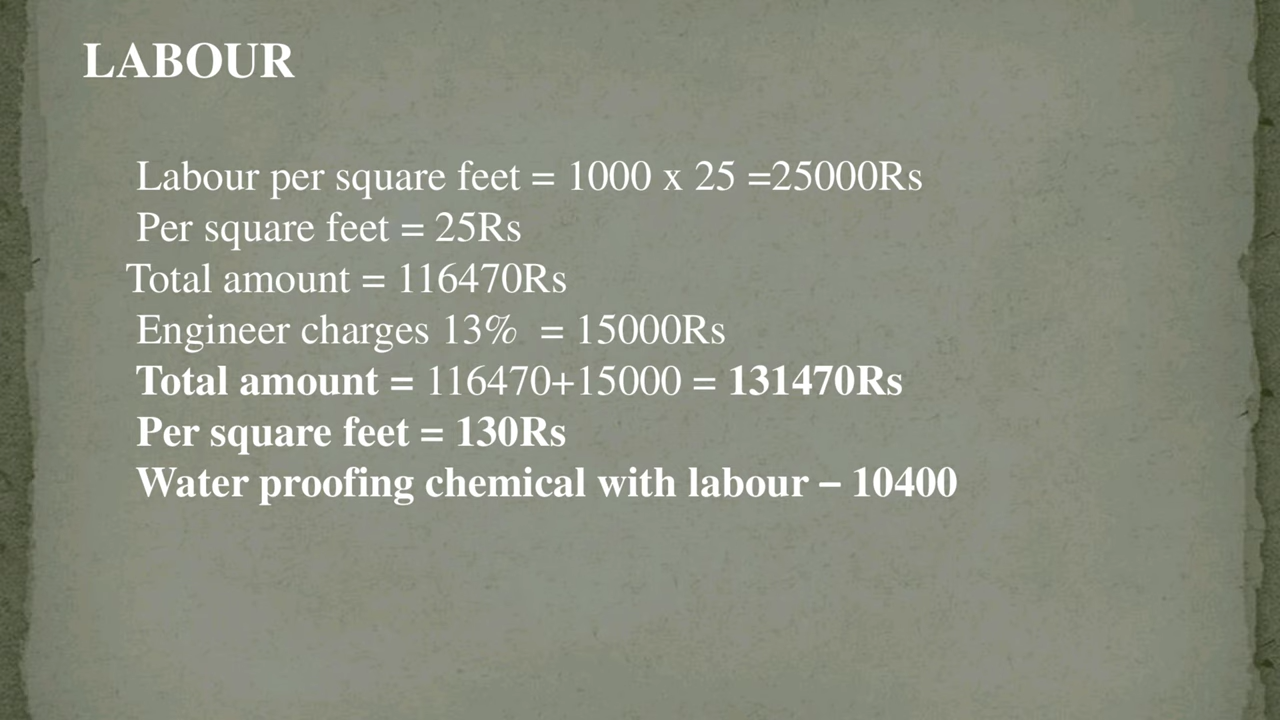 LABOUR
Labour per square feet = 1000 x 25 =25000Rs
Per square feet = 25Rs
Total amount = 116470Rs
Engineer charges 13%  = 15000Rs
Total amount = 116470+15000 = 131470Rs
Per square feet = 130Rs
Water proofing chemical with labour – 10400